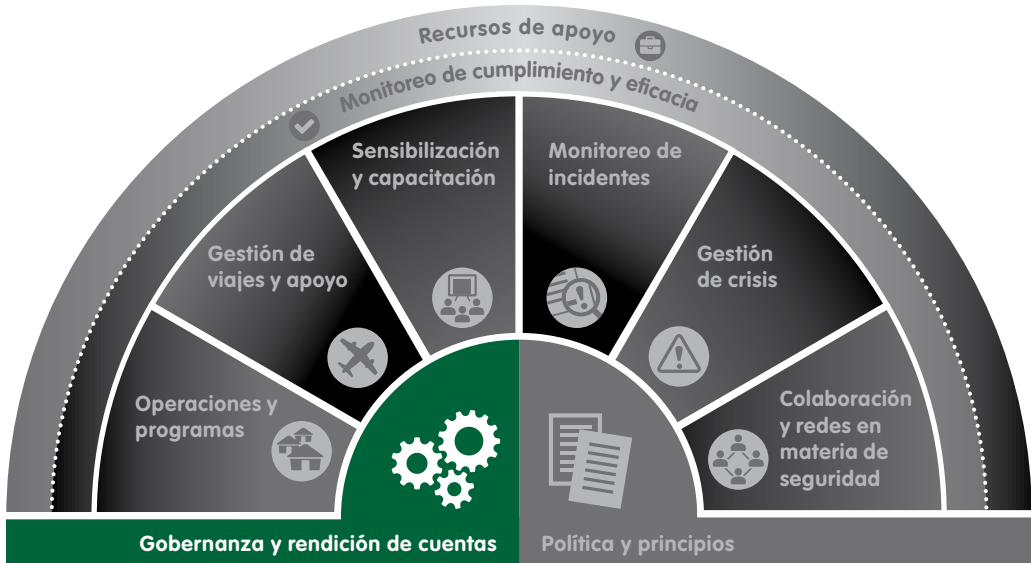 Recursos de apoyo
Monitoreo de cumplimiento y eficacia
Sensibilización
y capacitación
Monitoreo de
incidentes
Gestión de
viajes y apoyo
Gestión
de crisis
Operaciones y
programas
Colaboración
y redes en
materia de
seguridad
Gobernanza y rendición de cuentas
Política y principios